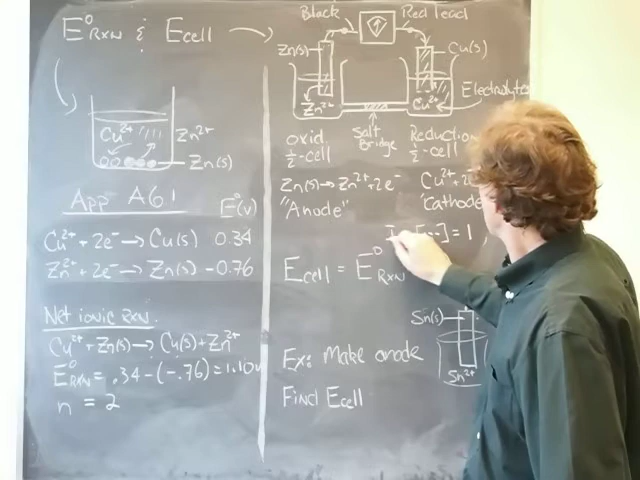 E°RXN & Ecell
Cu²⁺
Zn²⁺
Zn(s)
App A6.1
E°(v)
Cu²⁺ + 2e⁻ → Cu(s) 0.34
Zn²⁺ + 2e⁻ → Zn(s) -0.76
Net ionic rxn.
Cu²⁺ + Zn(s) → Cu(s) + Zn²⁺
E°RXN = .34 - (-.76) = 1.10v
n = 2
Black
Red lead
Zn(s)
Cu(s)
Zn²⁺
Cu²⁺
Electrolytes
oxid
½-cell
Salt
Bridge
Reduction
½-cell
Zn(s) → Zn²⁺ + 2e⁻
"Anode"
Cu²⁺ + 2
"Cathode
] = 1
Ecell = E°RXN
Sn(s)
Sn²⁺
Ex: Make anode
Find Ecell